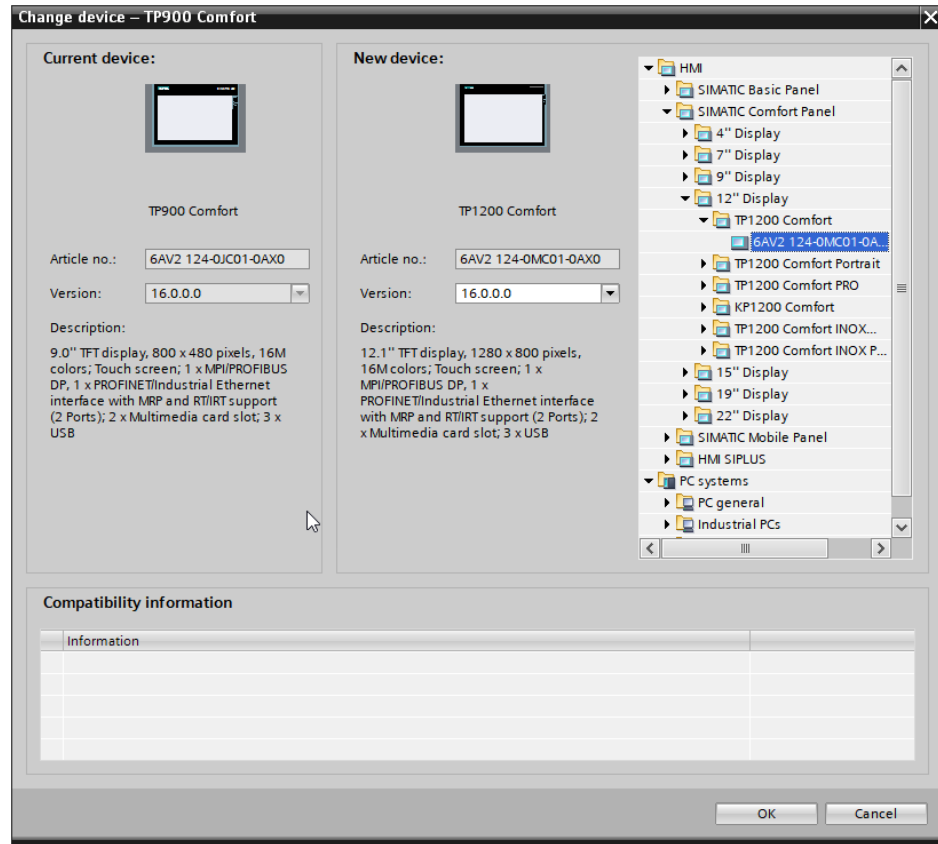 Change device – TP900 Comfort
Current device:
TP900 Comfort
Article no.: 6AV2 124-0JC01-0AX0
Version: 16.0.0.0
Description:
9.0" TFT display, 800 x 480 pixels, 16M
colors; Touch screen; 1 x MPI/PROFIBUS
DP, 1 x PROFINET/Industrial Ethernet
interface with MRP and RT/IRT support
(2 Ports); 2 x Multimedia card slot; 3 x
USB
New device:
TP1200 Comfort
Article no.: 6AV2 124-0MC01-0AX0
Version: 16.0.0.0
Description:
12.1" TFT display, 1280 x 800 pixels,
16M colors; Touch screen; 1 x
MPI/PROFIBUS DP, 1 x
PROFINET/Industrial Ethernet interface
with MRP and RT/IRT support (2 Ports); 2
x Multimedia card slot; 3 x USB
HMI
SIMATIC Basic Panel
SIMATIC Comfort Panel
4" Display
7" Display
9" Display
12" Display
TP1200 Comfort
6AV2 124-0MC01-0A...
TP1200 Comfort Portrait
TP1200 Comfort PRO
KP1200 Comfort
TP1200 Comfort INOX...
TP1200 Comfort INOX P...
15" Display
19" Display
22" Display
SIMATIC Mobile Panel
HMI SIPLUS
PC systems
PC general
Industrial PCs
Compatibility information
Information
OK
Cancel